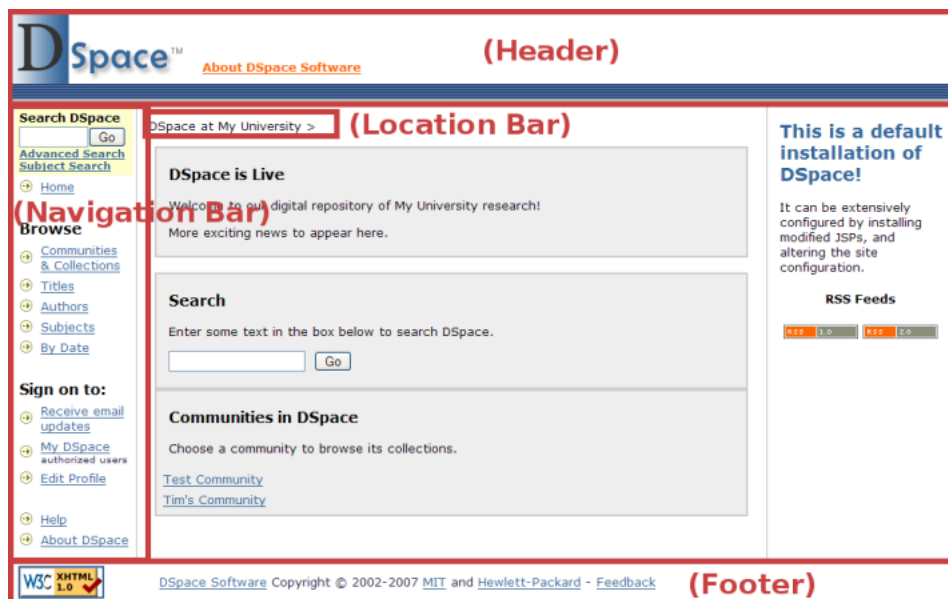 DSpace™
About DSpace Software
(Header)
Search DSpace
Go
Advanced Search
Subject Search
Home
(Navigation Bar)
Browse
Communities
& Collections
Titles
Authors
Subjects
By Date
Sign on to:
Receive email
updates
My DSpace
authorized users
Edit Profile
Help
About DSpace
DSpace at My University >
(Location Bar)
DSpace is Live
Welcome to our digital repository of My University research!
More exciting news to appear here.
Search
Enter some text in the box below to search DSpace.
Go
Communities in DSpace
Choose a community to browse its collections.
Test Community
Tim's Community
This is a default
installation of
DSpace!
It can be extensively
configured by installing
modified JSPs, and
altering the site
configuration.
RSS Feeds
RSS 1.0
RSS 2.0
W3C XHTML 1.0
DSpace Software Copyright © 2002-2007 MIT and Hewlett-Packard - Feedback
(Footer)